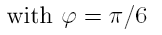 with φ = π/6